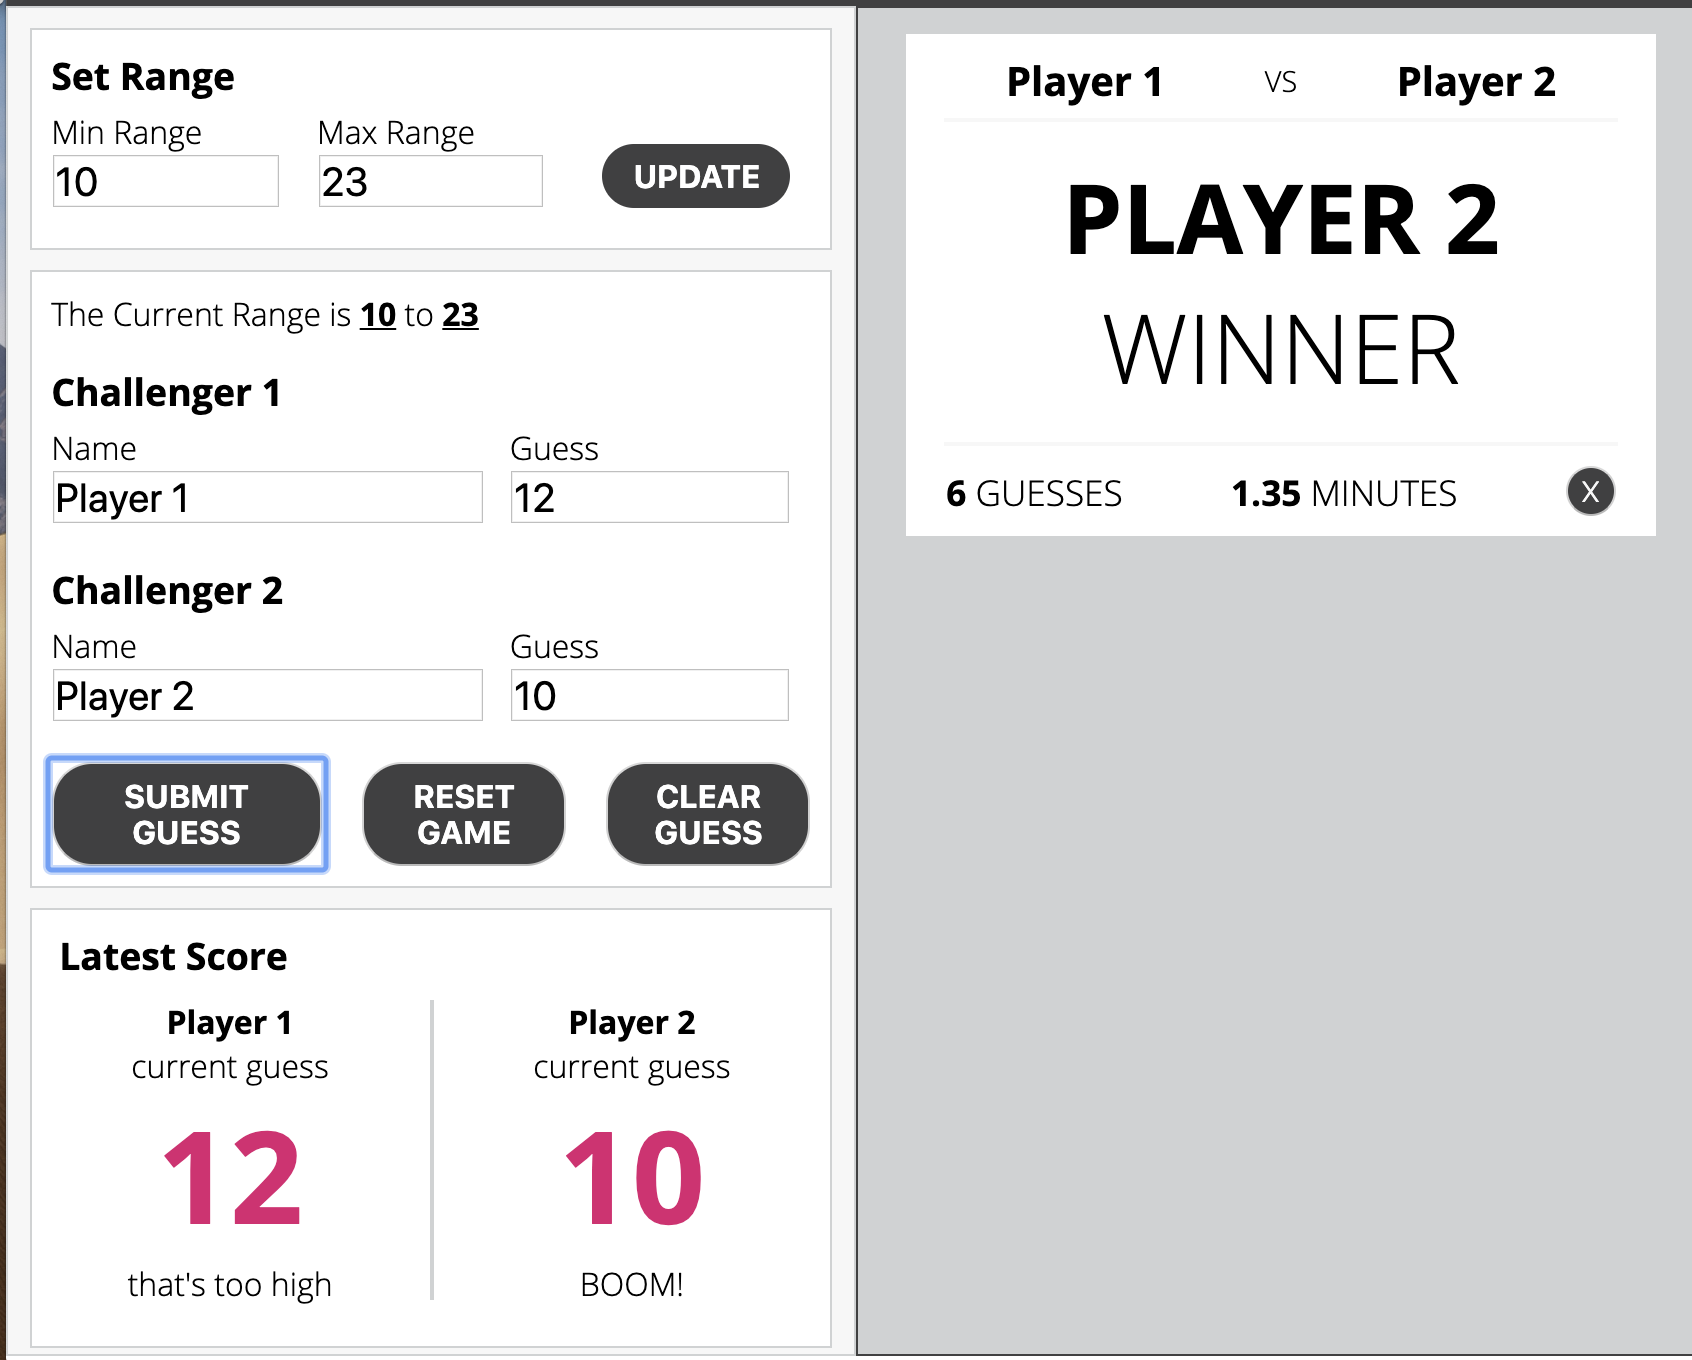 Set Range
Min Range
Max Range
10
23
UPDATE
The Current Range is 10 to 23
Challenger 1
Name
Guess
Player 1
12
Challenger 2
Name
Guess
Player 2
10
SUBMIT
GUESS
RESET
GAME
CLEAR
GUESS
Latest Score
Player 1
current guess
12
that's too high
Player 2
current guess
10
BOOM!
Player 1 VS Player 2
PLAYER 2
WINNER
6 GUESSES
1.35 MINUTES
X